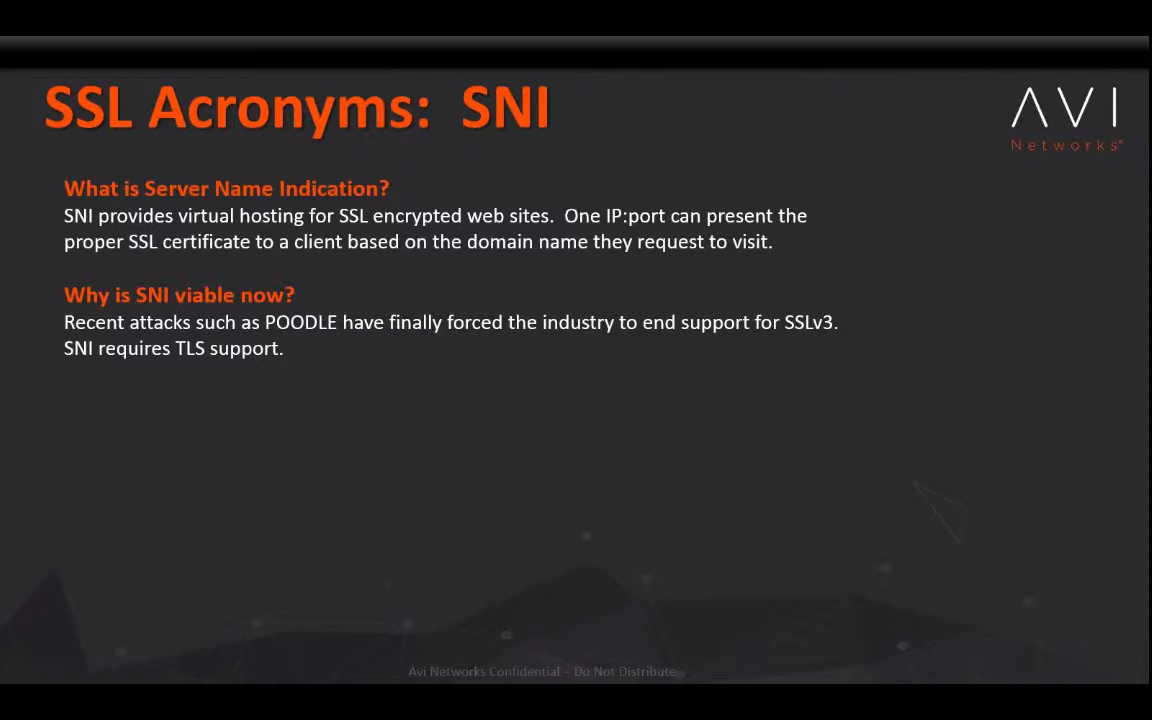 SSL Acronyms: SNI
AVI
Networks
What is Server Name Indication?
SNI provides virtual hosting for SSL encrypted web sites. One IP:port can present the
proper SSL certificate to a client based on the domain name they request to visit.
Why is SNI viable now?
Recent attacks such as POODLE have finally forced the industry to end support for SSLv3.
SNI requires TLS support.
Avi Networks Confidential – Do Not Distribute